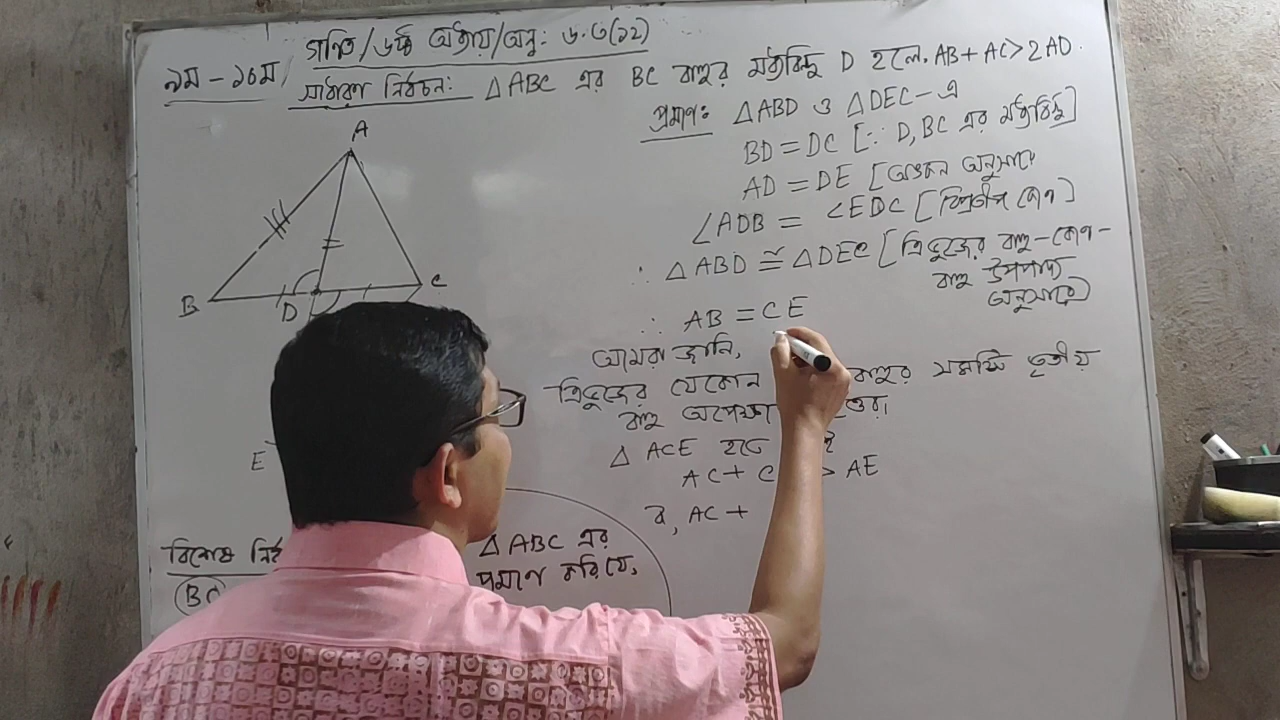 গণিত/৬ষ্ঠ অধ্যায়/অনু: ৬.৩(১২)
৯ম - ১০ম/
সাধারণ নির্বচন: △ABC এর BC বাহুর মধ্যবিন্দু D হলে. AB + AC > 2 AD.
A
B
D
C
E
প্রমাণ: △ABD ও △DEC-এ
BD = DC [∵ D, BC এর মধ্যবিন্দু]
AD = DE [অঙ্কন অনুসারে
∠ADB = ∠EDC [বিপ্রতীপ কোণ]
∴ △ABD ≅ △DEC [ত্রিভুজের বাহু-কোণ-
বাহু উপপাদ্য
অনুসারে]
∴ AB = CE
আমরা জানি,
ত্রিভুজের যেকোন বাহুর সমষ্টি তৃতীয়
বাহু অপেক্ষা
△ ACE হতে
AC + C > AE
বা, AC +
বিশেষ △ABC এর
BC প্রমাণ করি যে,